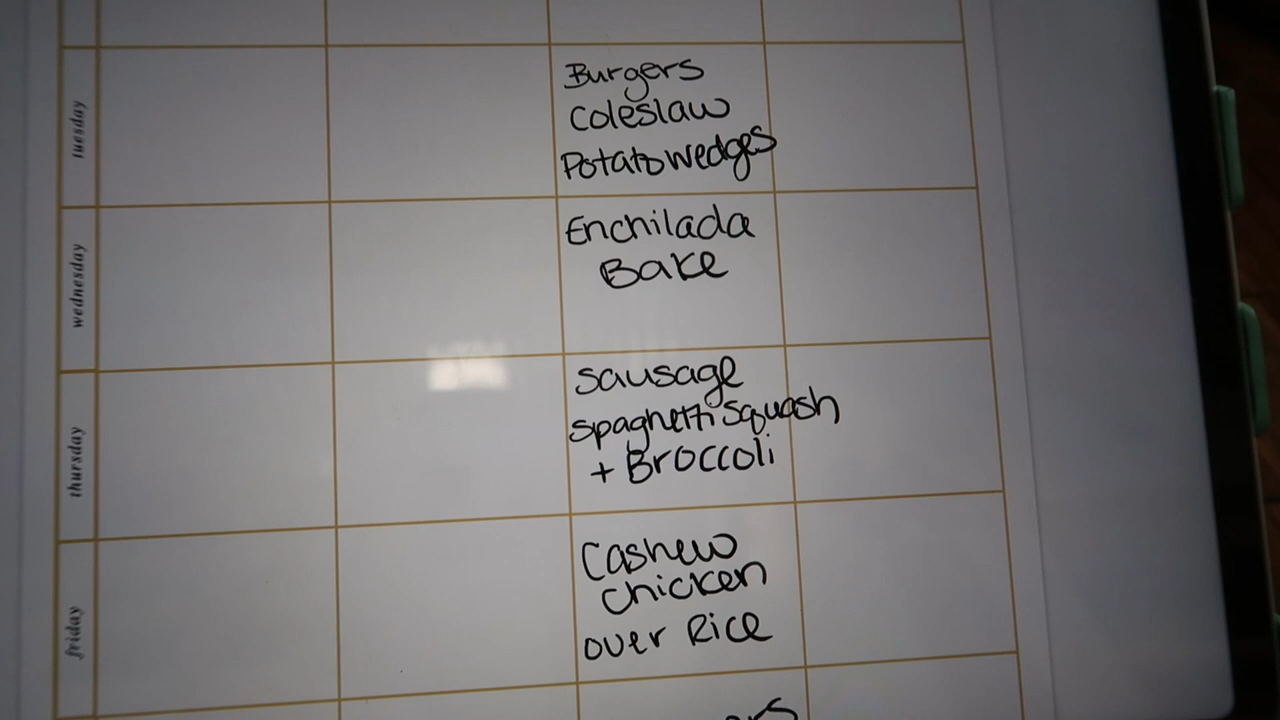 tuesday
Burgers
Coleslaw
Potato wedges
wednesday
Enchilada
Bake
thursday
Sausage
Spaghetti Squash
+ Broccoli
friday
Cashew
Chicken
over Rice